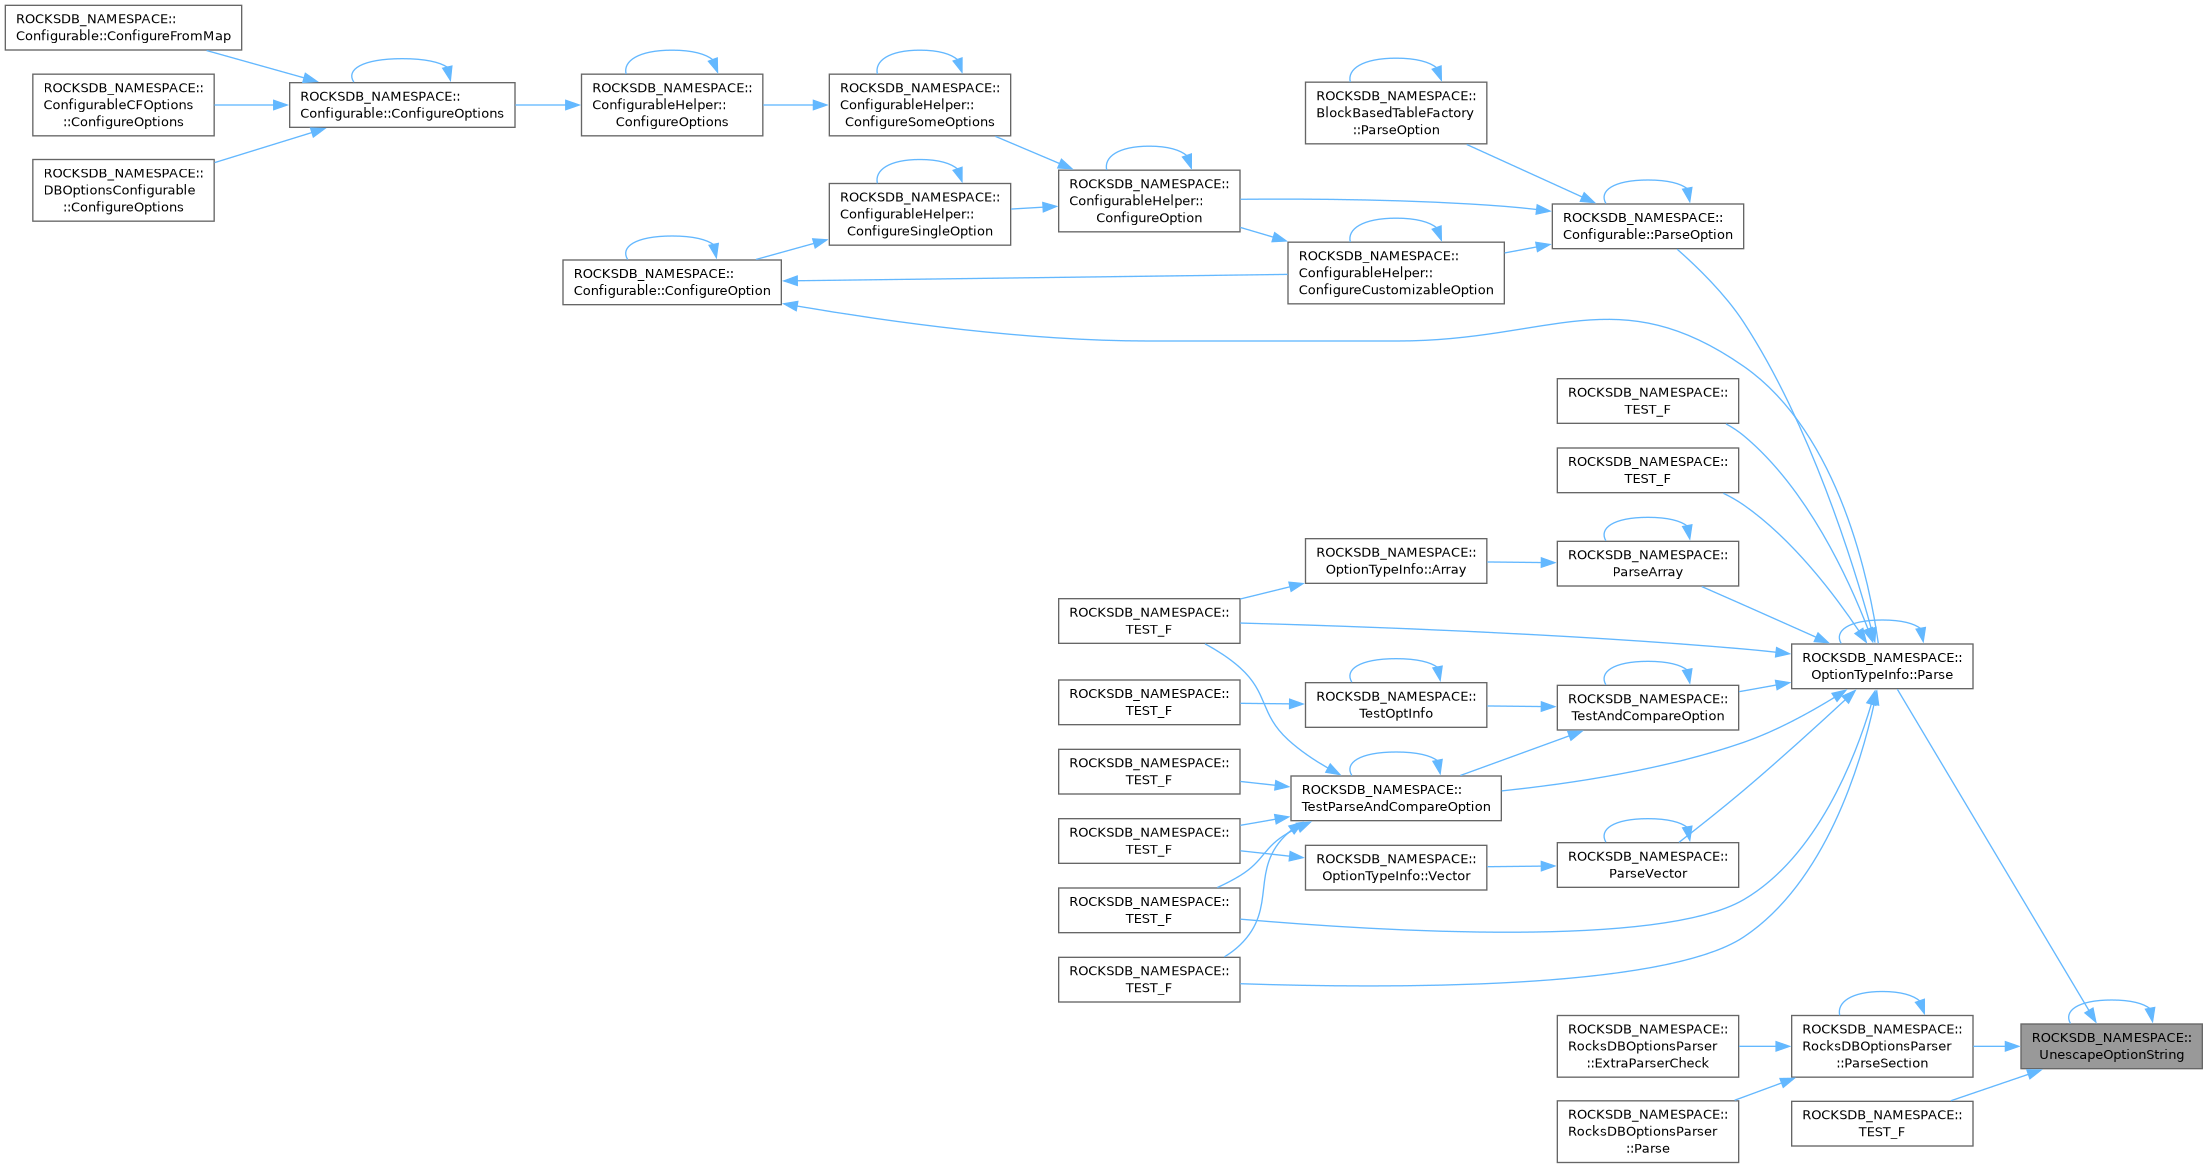 ROCKSDB_NAMESPACE::
Configurable::ConfigureFromMap
ROCKSDB_NAMESPACE::
ConfigurableCFOptions
::ConfigureOptions
ROCKSDB_NAMESPACE::
DBOptionsConfigurable
::ConfigureOptions
ROCKSDB_NAMESPACE::
Configurable::ConfigureOptions
ROCKSDB_NAMESPACE::
ConfigurableHelper::
ConfigureOptions
ROCKSDB_NAMESPACE::
ConfigurableHelper::
ConfigureSomeOptions
ROCKSDB_NAMESPACE::
ConfigurableHelper::
ConfigureSingleOption
ROCKSDB_NAMESPACE::
Configurable::ConfigureOption
ROCKSDB_NAMESPACE::
ConfigurableHelper::
ConfigureOption
ROCKSDB_NAMESPACE::
BlockBasedTableFactory
::ParseOption
ROCKSDB_NAMESPACE::
ConfigurableHelper::
ConfigureCustomizableOption
ROCKSDB_NAMESPACE::
Configurable::ParseOption
ROCKSDB_NAMESPACE::
TEST_F
ROCKSDB_NAMESPACE::
TEST_F
ROCKSDB_NAMESPACE::
ParseArray
ROCKSDB_NAMESPACE::
OptionTypeInfo::Array
ROCKSDB_NAMESPACE::
TEST_F
ROCKSDB_NAMESPACE::
OptionTypeInfo::Parse
ROCKSDB_NAMESPACE::
TEST_F
ROCKSDB_NAMESPACE::
TestOptInfo
ROCKSDB_NAMESPACE::
TestAndCompareOption
ROCKSDB_NAMESPACE::
TEST_F
ROCKSDB_NAMESPACE::
TestParseAndCompareOption
ROCKSDB_NAMESPACE::
TEST_F
ROCKSDB_NAMESPACE::
OptionTypeInfo::Vector
ROCKSDB_NAMESPACE::
ParseVector
ROCKSDB_NAMESPACE::
TEST_F
ROCKSDB_NAMESPACE::
TEST_F
ROCKSDB_NAMESPACE::
RocksDBOptionsParser
::ExtraParserCheck
ROCKSDB_NAMESPACE::
RocksDBOptionsParser
::ParseSection
ROCKSDB_NAMESPACE::
UnescapeOptionString
ROCKSDB_NAMESPACE::
RocksDBOptionsParser
::Parse
ROCKSDB_NAMESPACE::
TEST_F